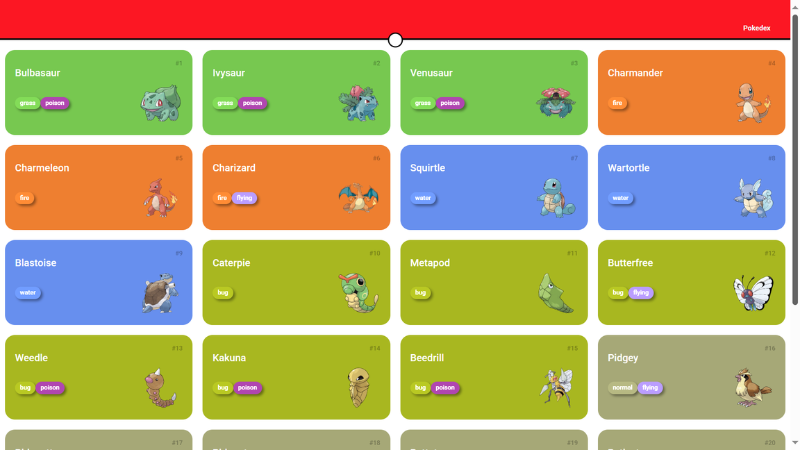 Pokedex
#1
Bulbasaur
grass poison
#2
Ivysaur
grass poison
#3
Venusaur
grass poison
#4
Charmander
fire
#5
Charmeleon
fire
#6
Charizard
fire flying
#7
Squirtle
water
#8
Wartortle
water
#9
Blastoise
water
#10
Caterpie
bug
#11
Metapod
bug
#12
Butterfree
bug flying
#13
Weedle
bug poison
#14
Kakuna
bug poison
#15
Beedrill
bug poison
#16
Pidgey
normal flying
#17
#18
#19
#20